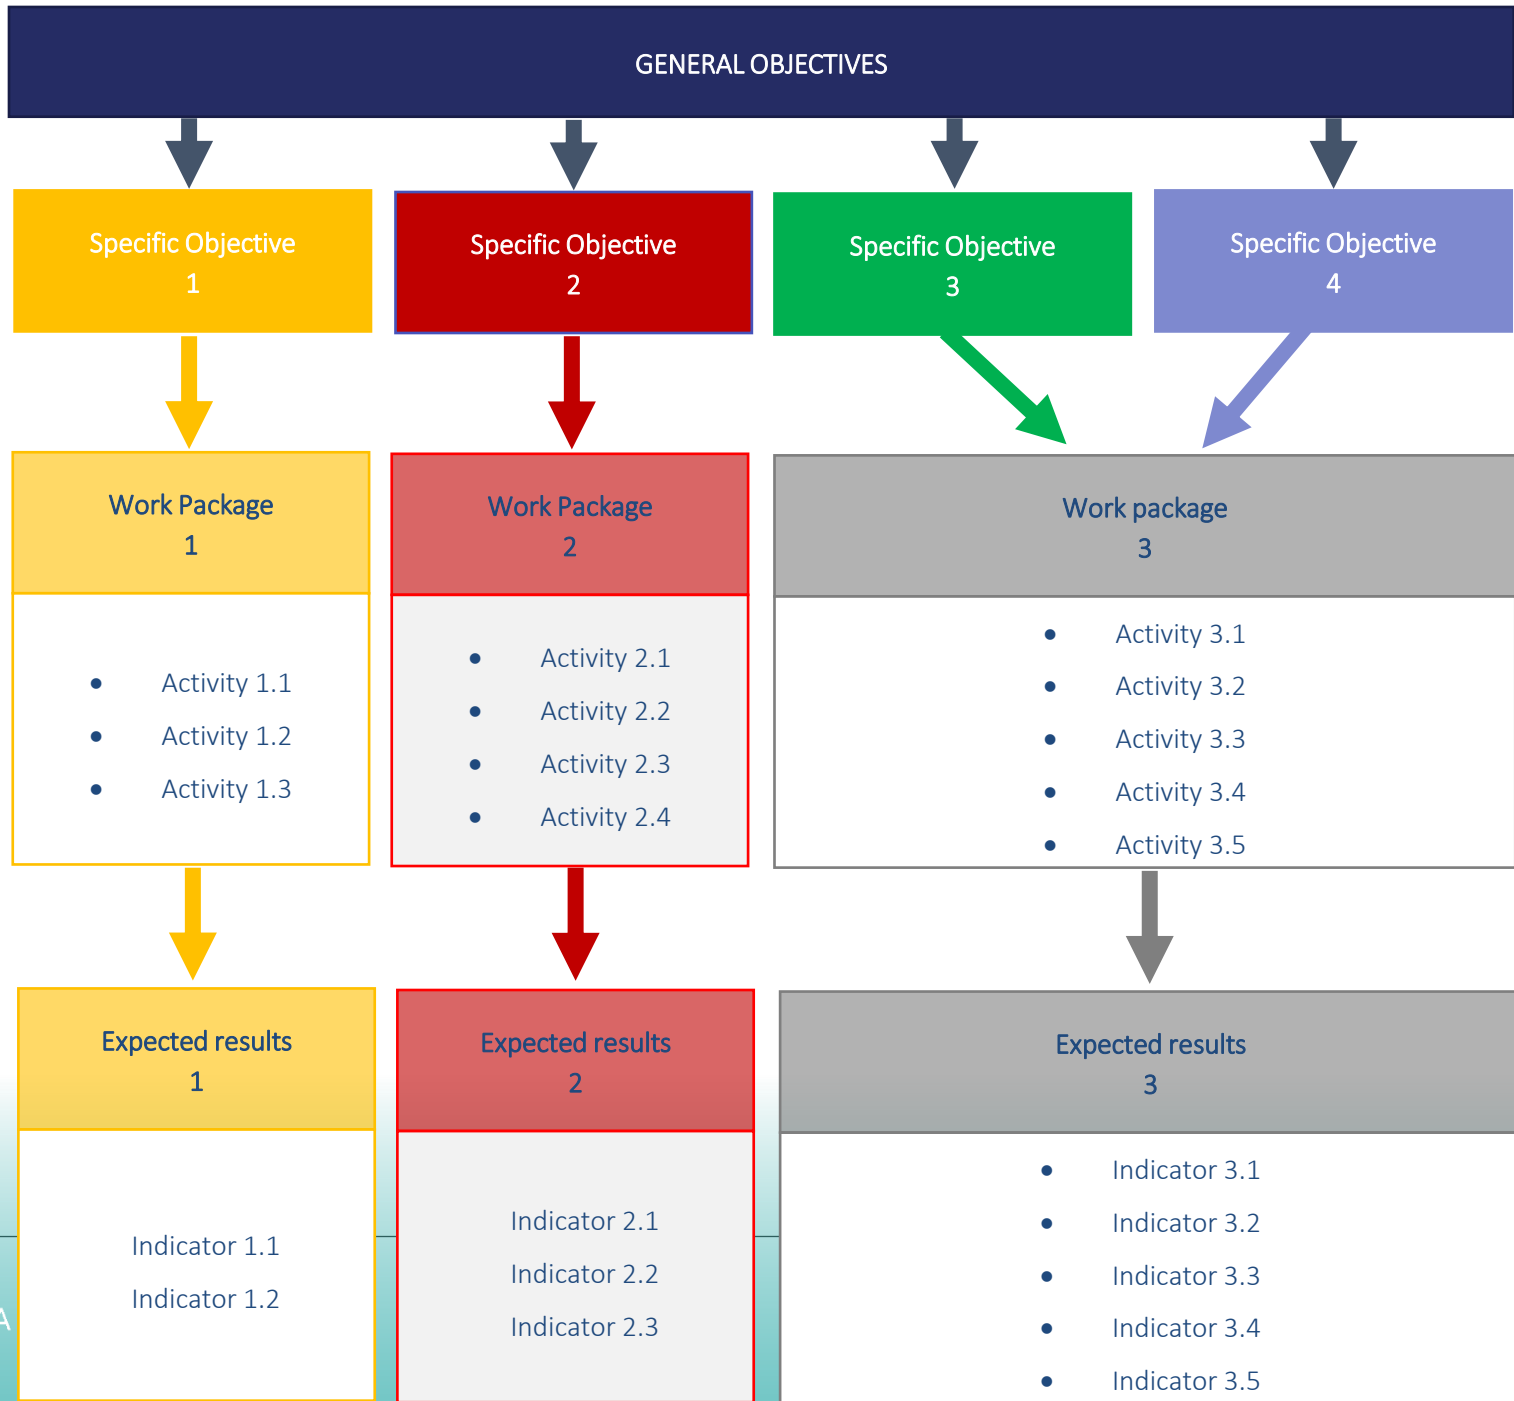 GENERAL OBJECTIVES
Specific Objective
1
Specific Objective
2
Specific Objective
3
Specific Objective
4
Work Package
1
Work Package
2
Work package
3
• Activity 1.1
• Activity 1.2
• Activity 1.3
• Activity 2.1
• Activity 2.2
• Activity 2.3
• Activity 2.4
• Activity 3.1
• Activity 3.2
• Activity 3.3
• Activity 3.4
• Activity 3.5
Expected results
1
Expected results
2
Expected results
3
Indicator 1.1
Indicator 1.2
Indicator 2.1
Indicator 2.2
Indicator 2.3
• Indicator 3.1
• Indicator 3.2
• Indicator 3.3
• Indicator 3.4
• Indicator 3.5
A